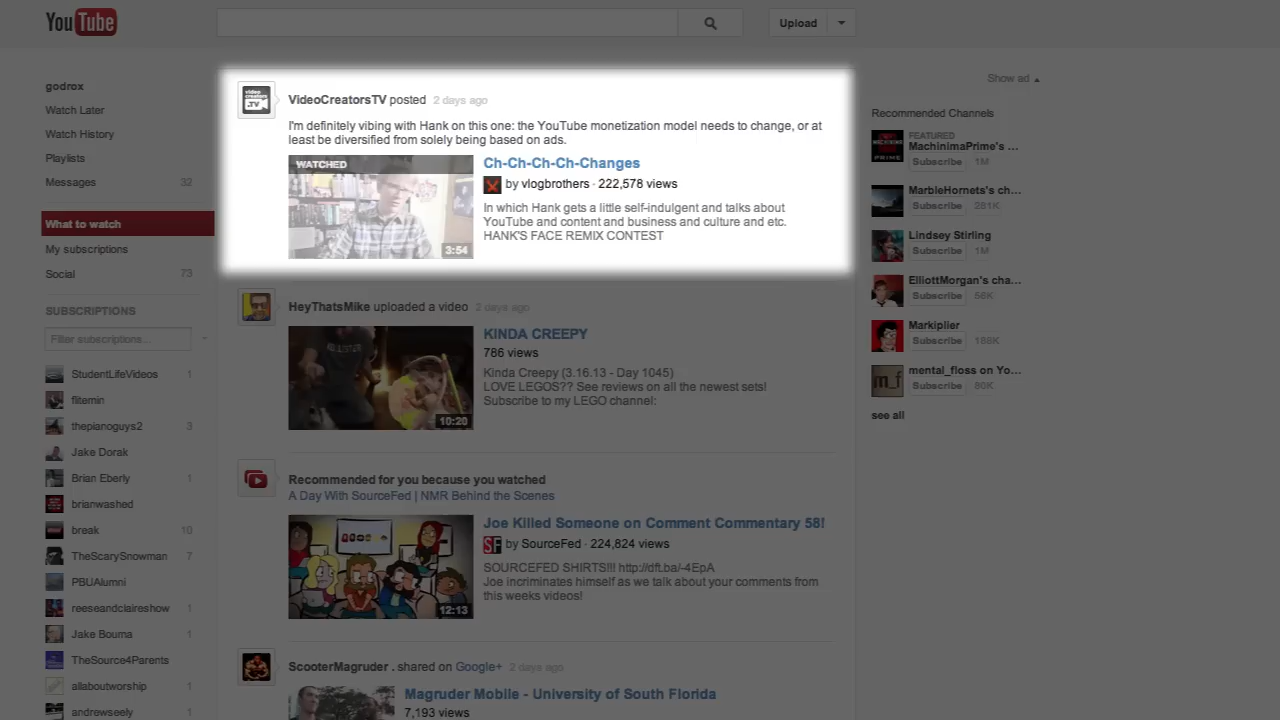 YouTube
Upload
godrox
Watch Later
Watch History
Playlists
Messages 32
What to watch
My subscriptions
Social 73
SUBSCRIPTIONS
Filter subscriptions...
StudentLifeVideos 1
flitemin
thepianoguys2 3
Jake Dorak
Brian Eberly 1
brianwashed
break 10
TheScarySnowman 7
PBUAlumni
reeseandclaireshow 1
Jake Bouma 1
TheSource4Parents
allaboutworship 1
andrewseely 1
VideoCreatorsTV posted 2 days ago
I'm definitely vibing with Hank on this one: the YouTube monetization model needs to change, or at
least be diversified from solely being based on ads.
WATCHED
3:54
Ch-Ch-Ch-Ch-Changes
by vlogbrothers · 222,578 views
In which Hank gets a little self-indulgent and talks about
YouTube and content and business and culture and etc.
HANK'S FACE REMIX CONTEST
HeyThatsMike uploaded a video 2 days ago
10:20
KINDA CREEPY
786 views
Kinda Creepy (3.16.13 - Day 1045)
LOVE LEGOS?? See reviews on all the newest sets!
Subscribe to my LEGO channel:
Recommended for you because you watched
A Day With SourceFed | NMR Behind the Scenes
12:13
Joe Killed Someone on Comment Commentary 58!
SF by SourceFed · 224,824 views
SOURCEFED SHIRTS!!! http://dft.ba/-4EpA
Joe incriminates himself as we talk about your comments from
this weeks videos!
ScooterMagruder . shared on Google+ 2 days ago
Magruder Mobile - University of South Florida
7,193 views
Show ad
Recommended Channels
FEATURED
MachinimaPrime's ...
Subscribe 1M
MarbleHornets's ch...
Subscribe 281K
Lindsey Stirling
Subscribe 1M
ElliottMorgan's cha...
Subscribe 56K
Markiplier
Subscribe 188K
mental_floss on Yo...
Subscribe 80K
see all